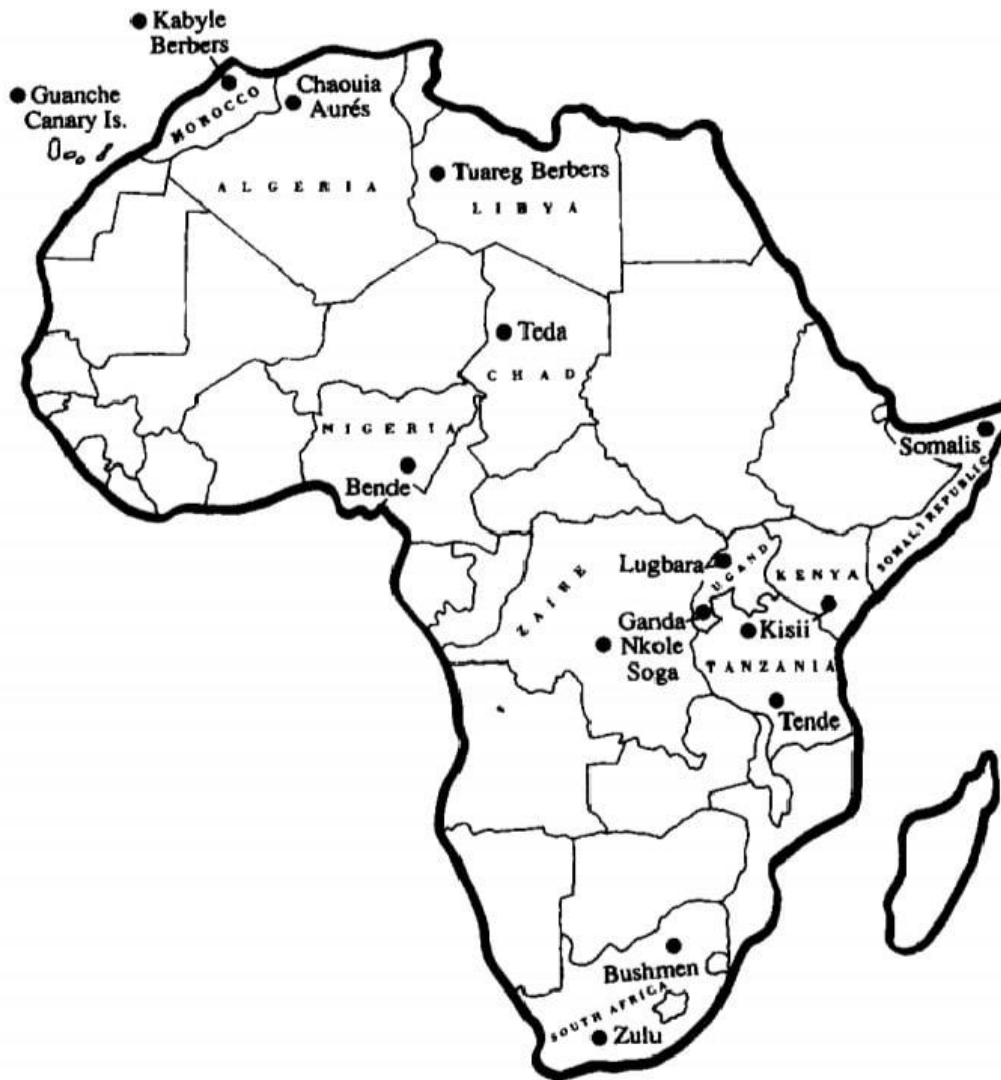 Kabyle
Berbers
Guanche
Canary Is.
MOROCCO
Chaouia
Aurés
ALGERIA
Tuareg Berbers
LIBYA
Teda
CHAD
NIGERIA
Bende
Somalis
SOMALI REPUBLIC
Lugbara
UGAND
KENYA
ZAIRE
Ganda
Nkole
Soga
Kisii
TANZANIA
Tende
Bushmen
SOUTH AFRICA
Zulu